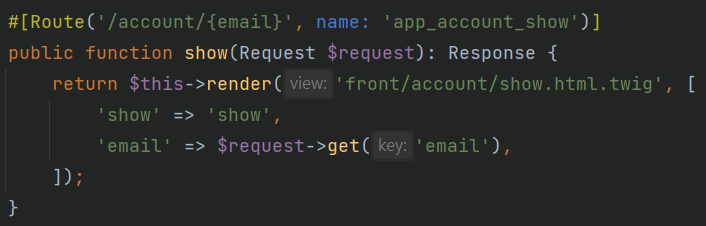 #[Route('/account/{email}', name: 'app_account_show')]
public function show(Request $request): Response {
    return $this->render( view: 'front/account/show.html.twig', [
        'show' => 'show',
        'email' => $request->get( key: 'email'),
    ]);
}